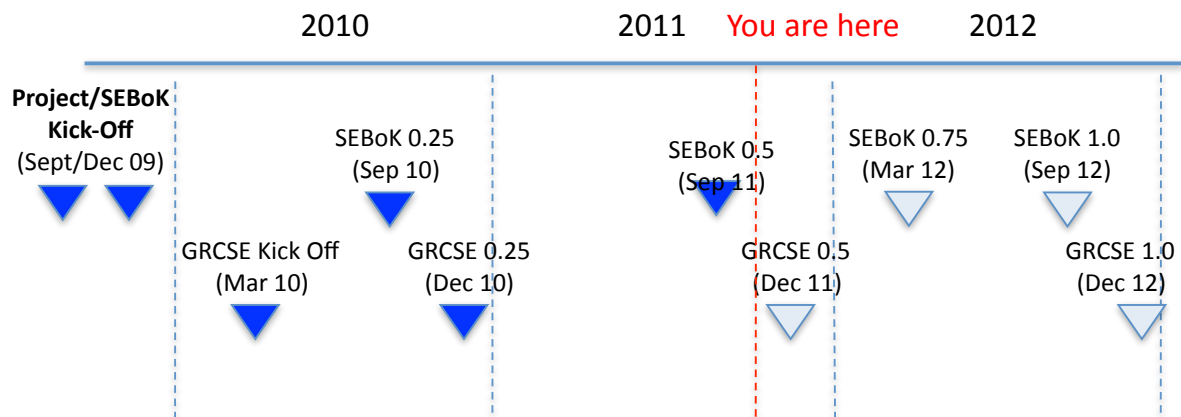 2010
2011
You are here
2012
Project/SEBoK
Kick-Off
(Sept/Dec 09)
SEBoK 0.25
(Sep 10)
SEBoK 0.5
(Sep 11)
SEBoK 0.75
(Mar 12)
SEBoK 1.0
(Sep 12)
GRCSE Kick Off
(Mar 10)
GRCSE 0.25
(Dec 10)
GRCSE 0.5
(Dec 11)
GRCSE 1.0
(Dec 12)